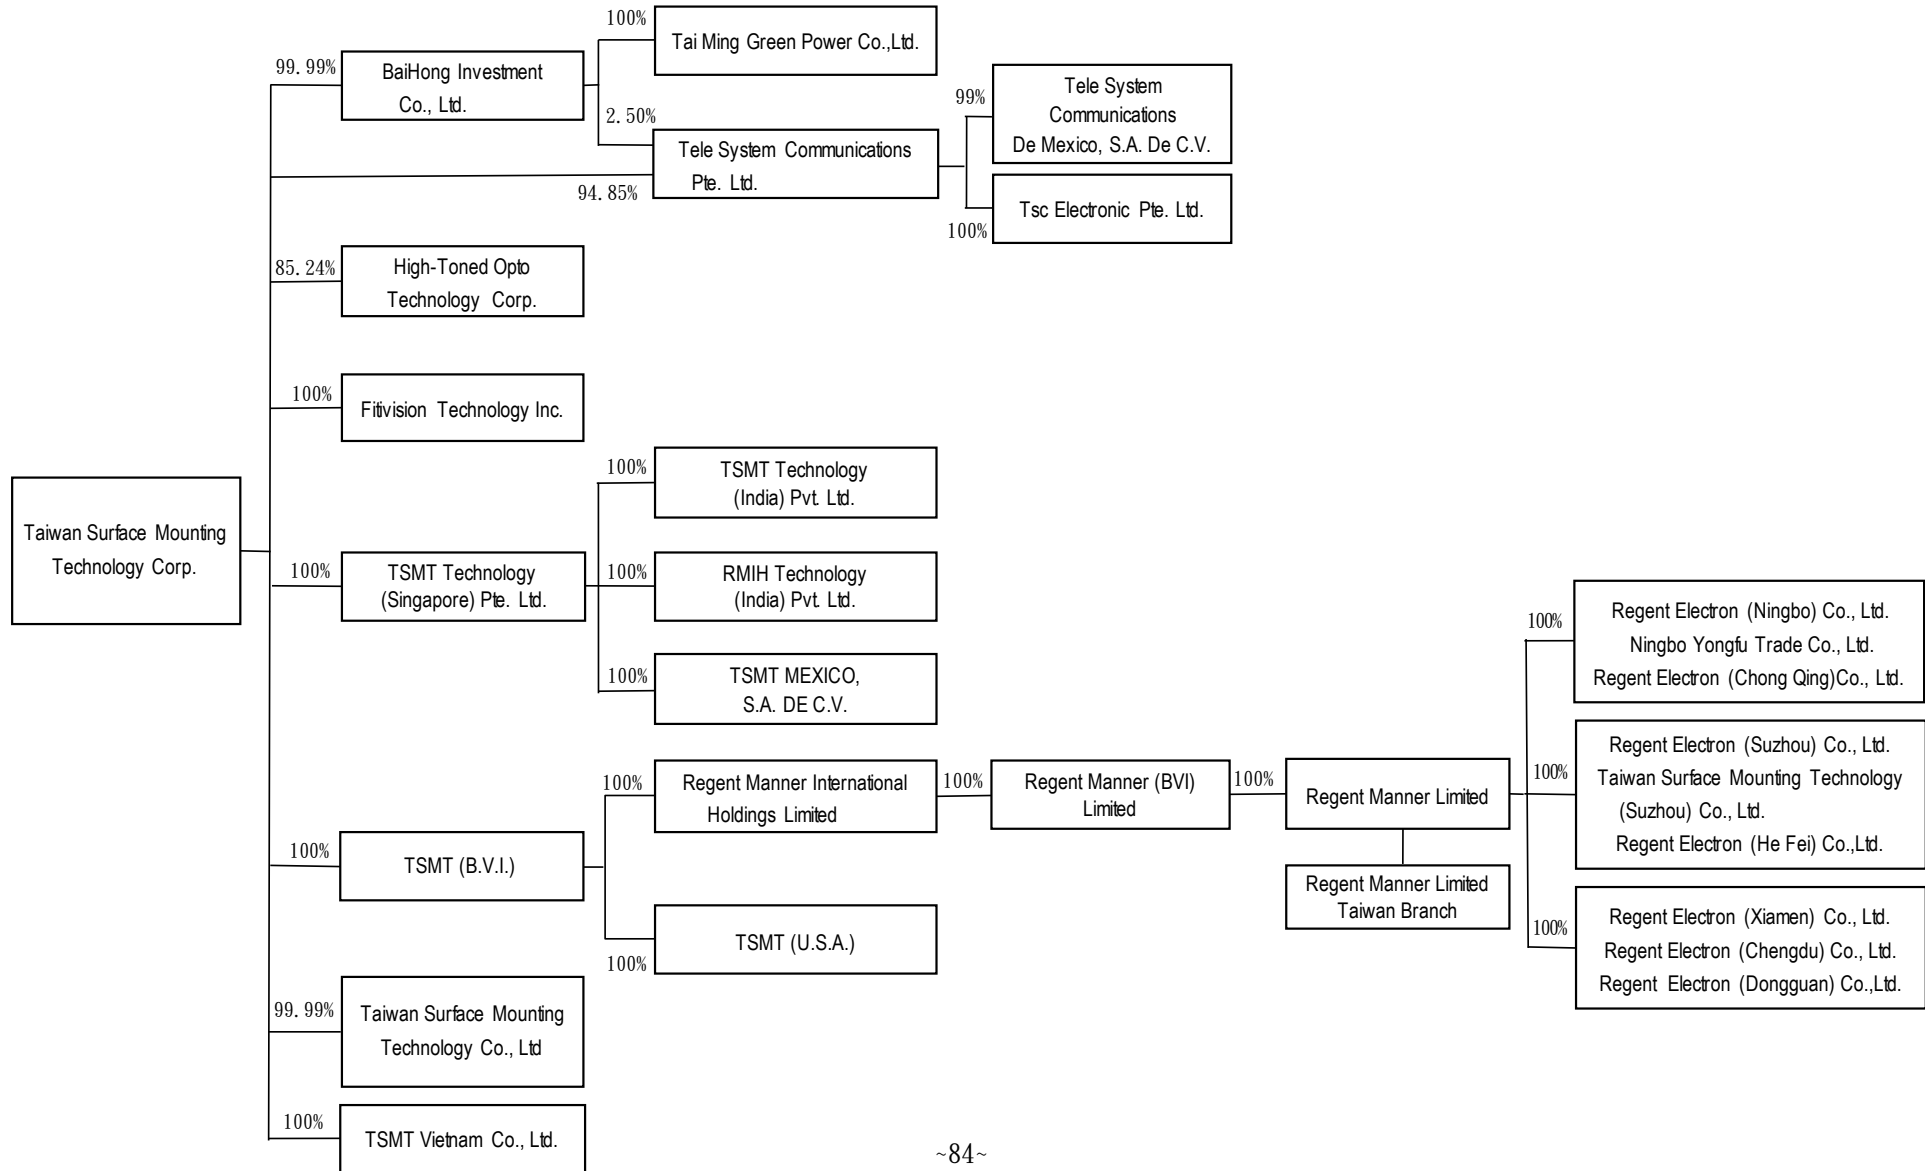 100%
Tai Ming Green Power Co.,Ltd.
99.99%
BaiHong Investment
Co., Ltd.
2.50%
Tele System Communications
Pte. Ltd.
94.85%
99%
Tele System
Communications
De Mexico, S.A. De C.V.
Tsc Electronic Pte. Ltd.
100%
85.24%
High-Toned Opto
Technology Corp.
100%
Fitivision Technology Inc.
Taiwan Surface Mounting
Technology Corp.
100%
TSMT Technology
(Singapore) Pte. Ltd.
100%
TSMT Technology
(India) Pvt. Ltd.
100%
RMIH Technology
(India) Pvt. Ltd.
100%
TSMT MEXICO,
S.A. DE C.V.
100%
TSMT (B.V.I.)
100%
Regent Manner International
Holdings Limited
100%
Regent Manner (BVI)
Limited
100%
Regent Manner Limited
Regent Manner Limited
Taiwan Branch
TSMT (U.S.A.)
100%
100%
Regent Electron (Ningbo) Co., Ltd.
Ningbo Yongfu Trade Co., Ltd.
Regent Electron (Chong Qing)Co., Ltd.
100%
Regent Electron (Suzhou) Co., Ltd.
Taiwan Surface Mounting Technology
(Suzhou) Co., Ltd.
Regent Electron (He Fei) Co.,Ltd.
100%
Regent Electron (Xiamen) Co., Ltd.
Regent Electron (Chengdu) Co., Ltd.
Regent Electron (Dongguan) Co.,Ltd.
99.99%
Taiwan Surface Mounting
Technology Co., Ltd
100%
TSMT Vietnam Co., Ltd.
~84~